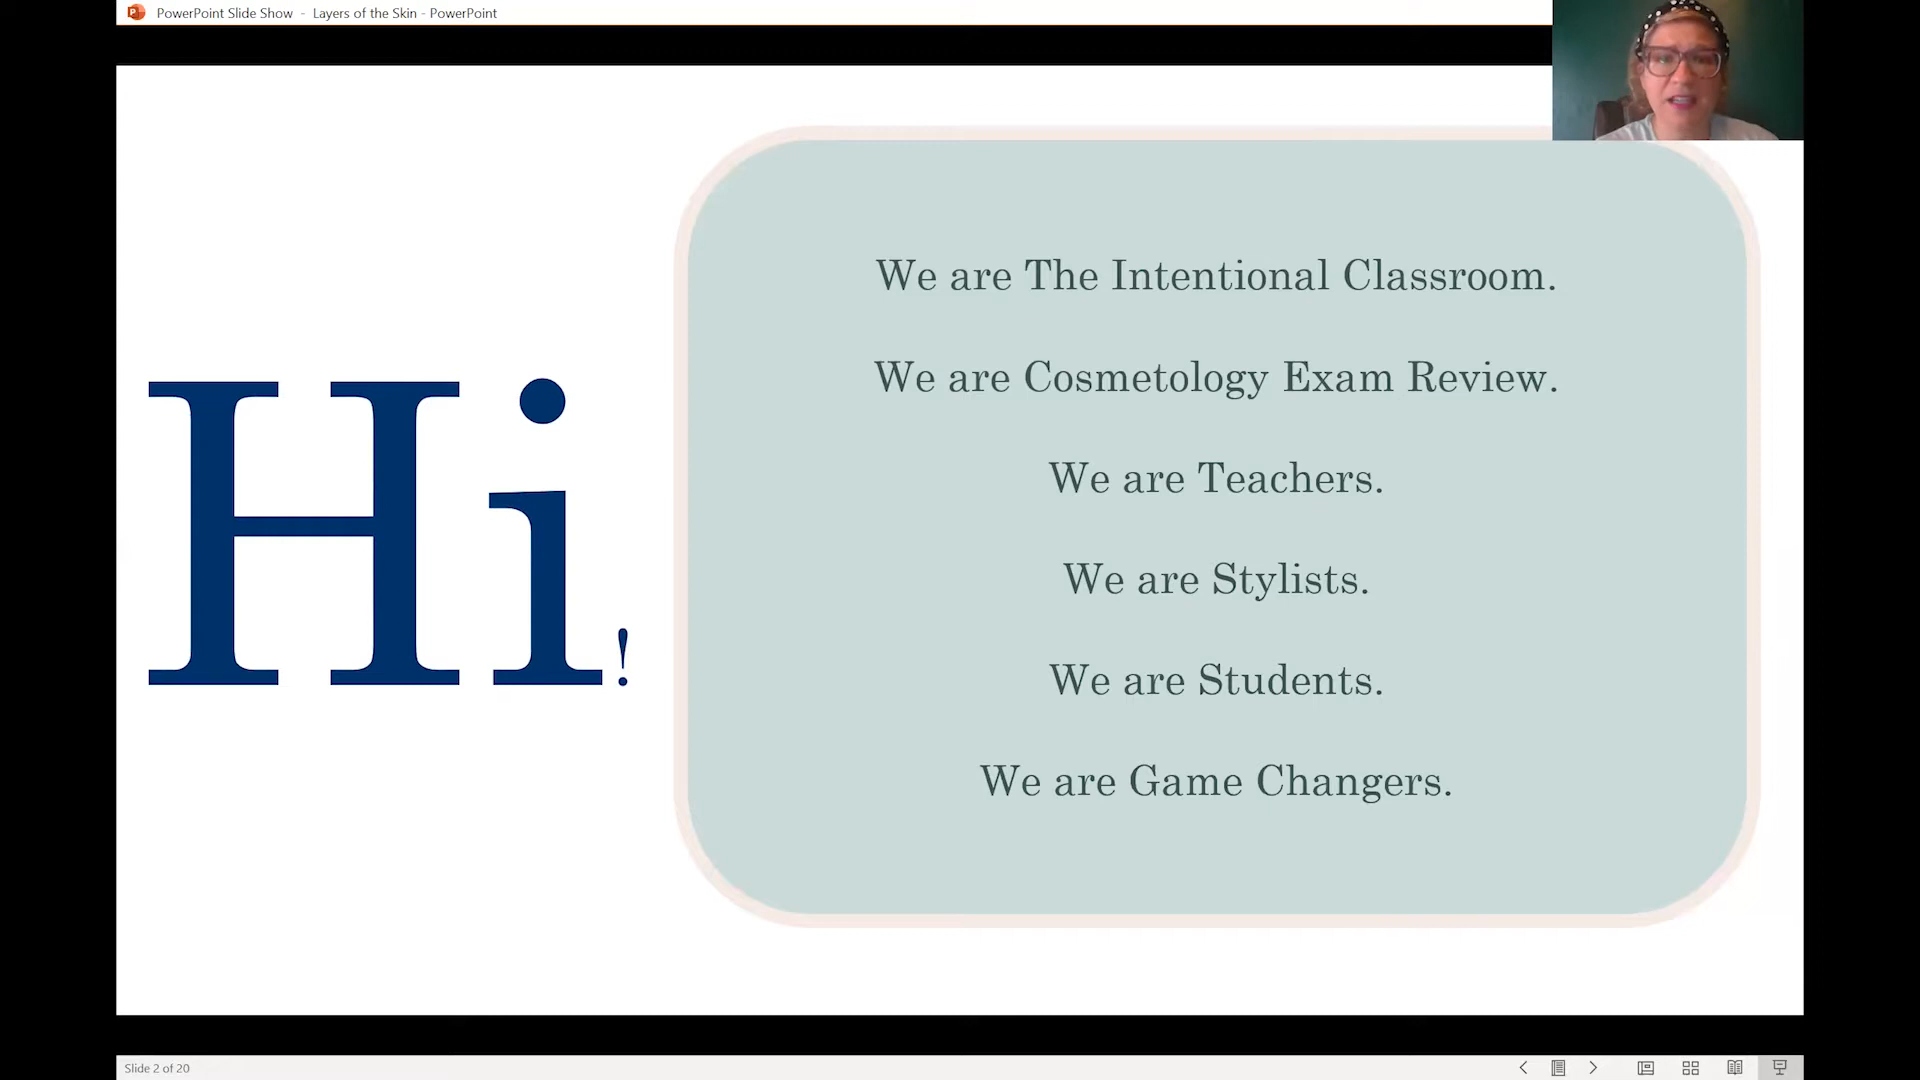 PowerPoint Slide Show - Layers of the Skin - PowerPoint
Hi!
We are The Intentional Classroom.
We are Cosmetology Exam Review.
We are Teachers.
We are Stylists.
We are Students.
We are Game Changers.
Slide 2 of 20